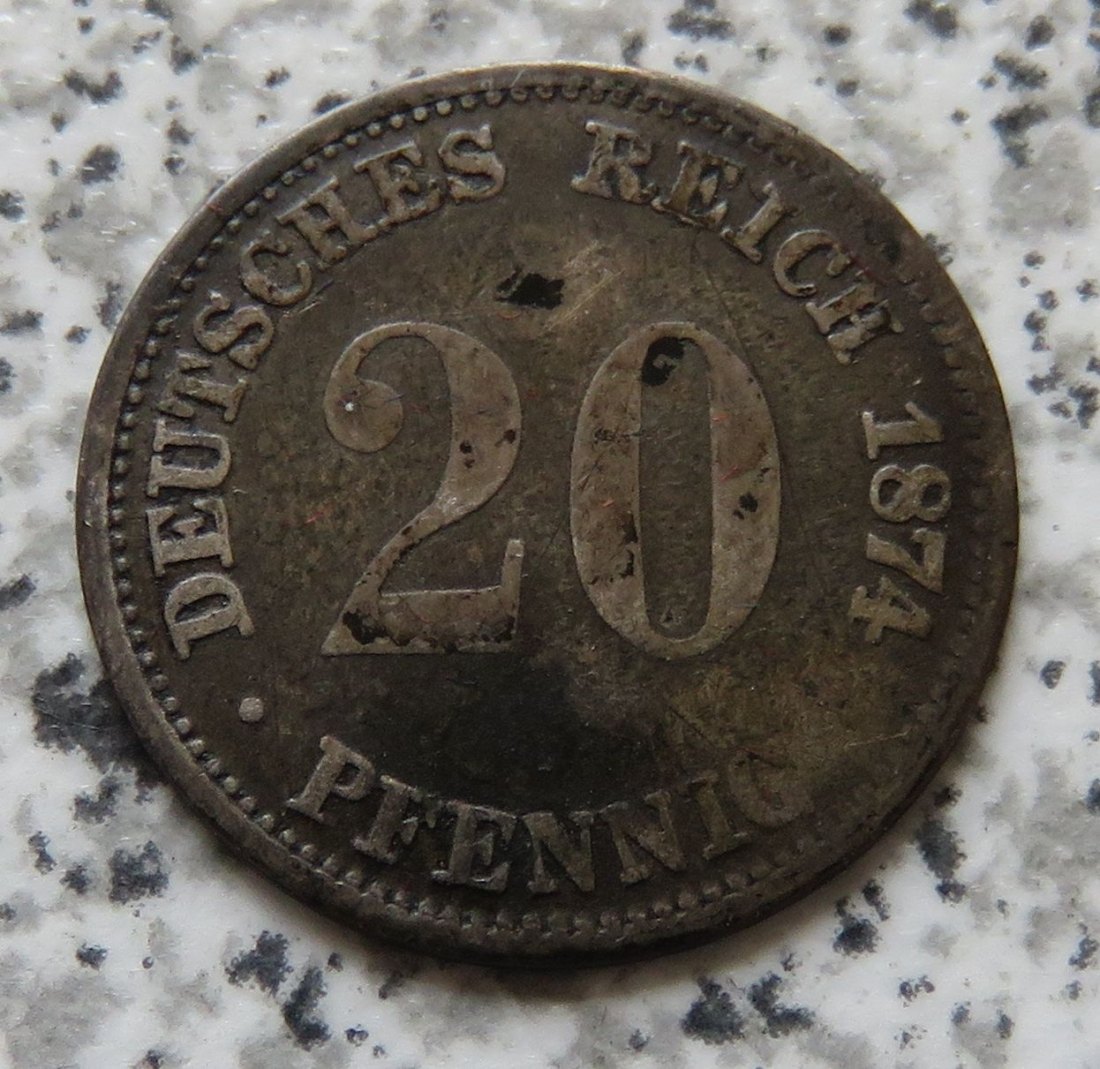 DEUTSCHES REICH 1874
20
· PFENNIG